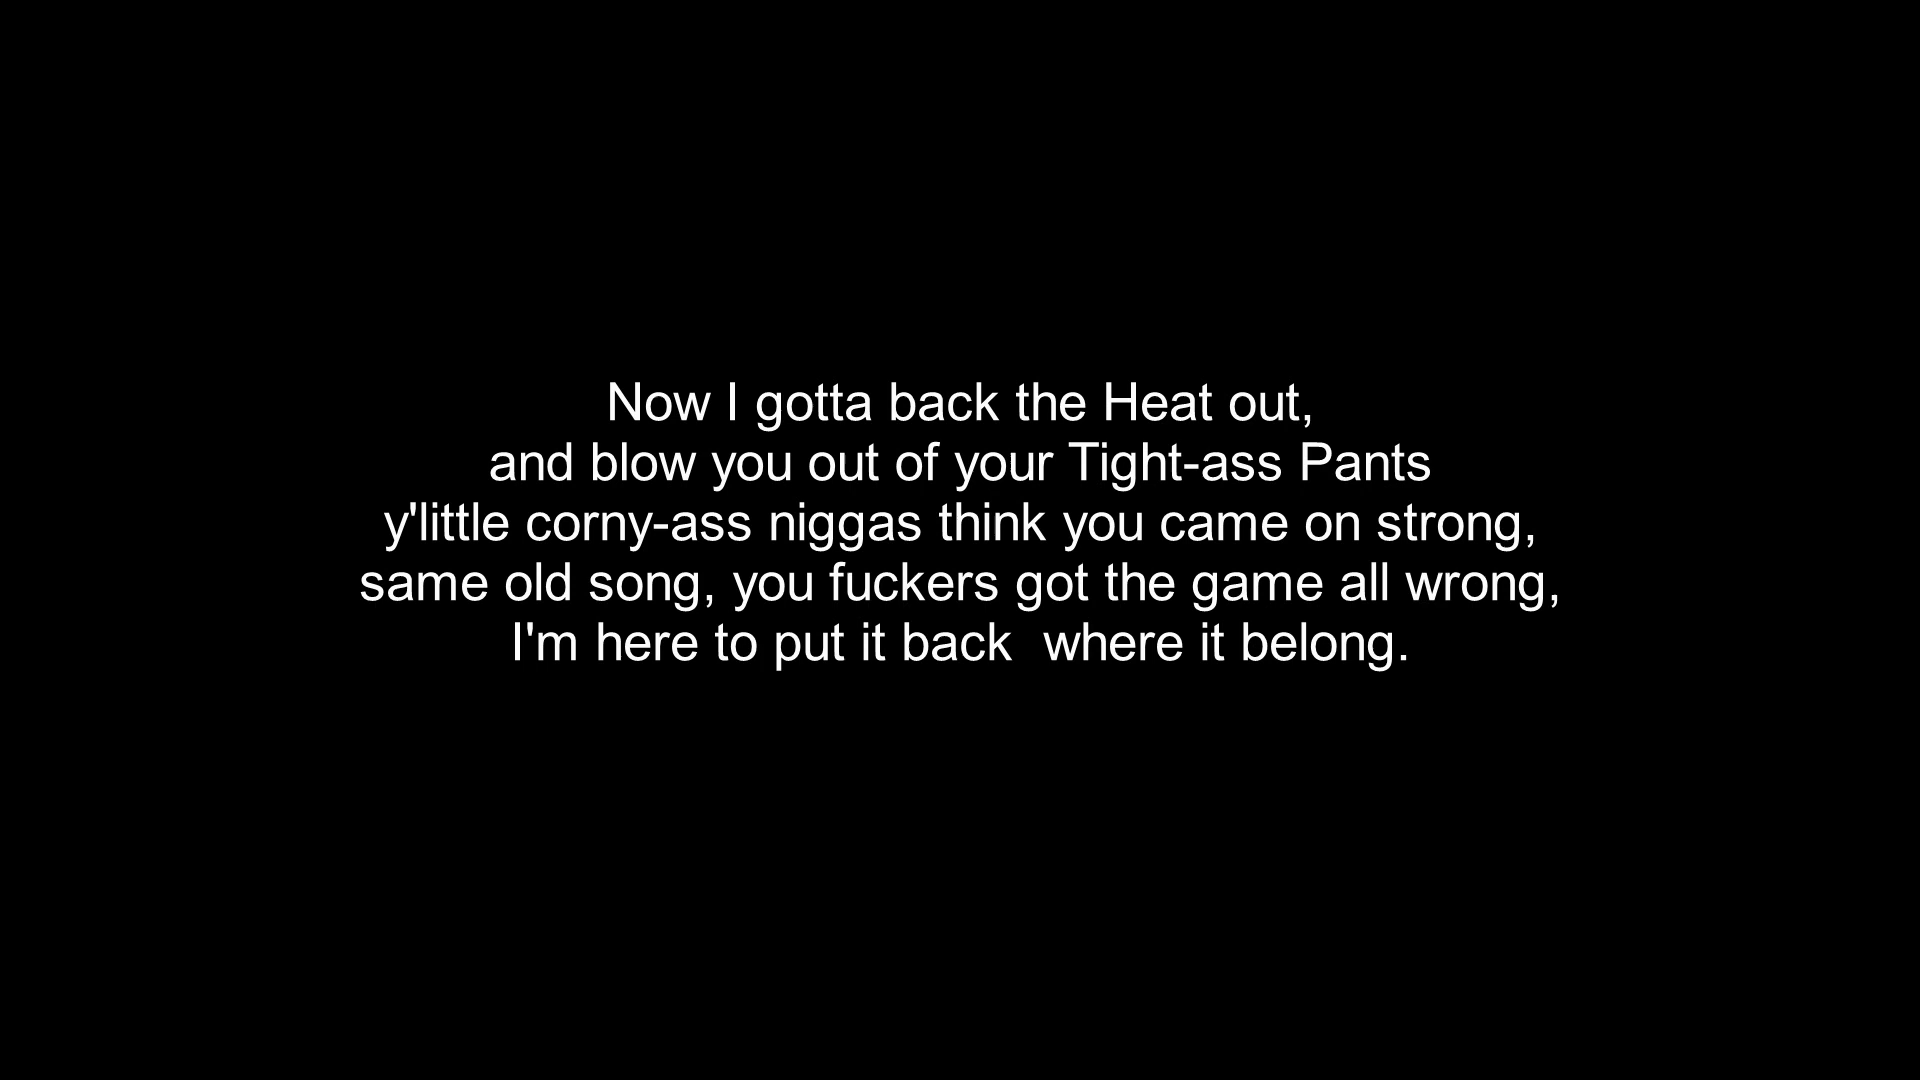 Now I gotta back the Heat out,
and blow you out of your Tight-ass Pants
y'little corny-ass niggas think you came on strong,
same old song, you fuckers got the game all wrong,
I'm here to put it back  where it belong.